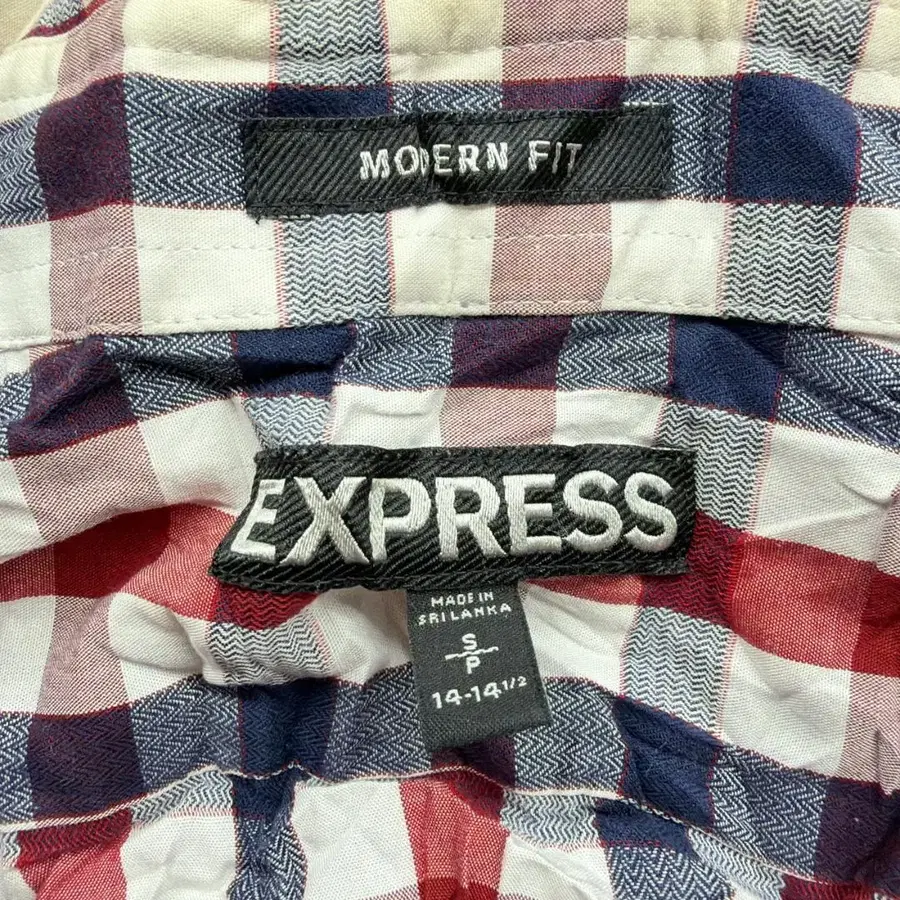 MODERN FIT
EXPRESS
MADE IN
SRI LANKA
S
P
14-14 1/2